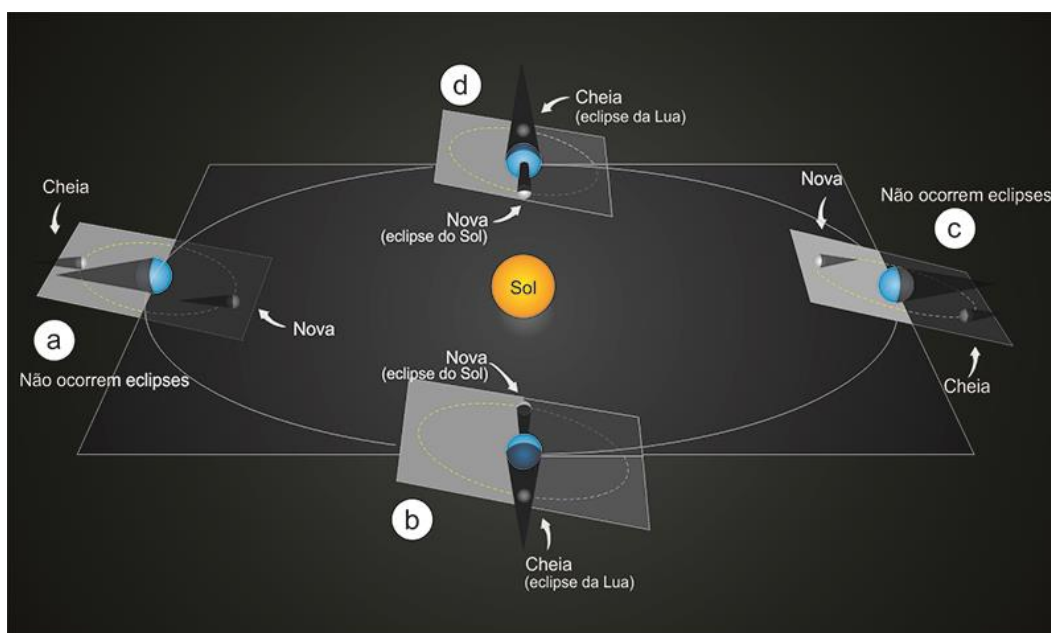 d
Cheia
(eclipse da Lua)
Nova
(eclipse do Sol)
Cheia
Nova
a
Não ocorrem eclipses
Sol
Nova
Não ocorrem eclipses
c
Cheia
Nova
(eclipse do Sol)
b
Cheia
(eclipse da Lua)